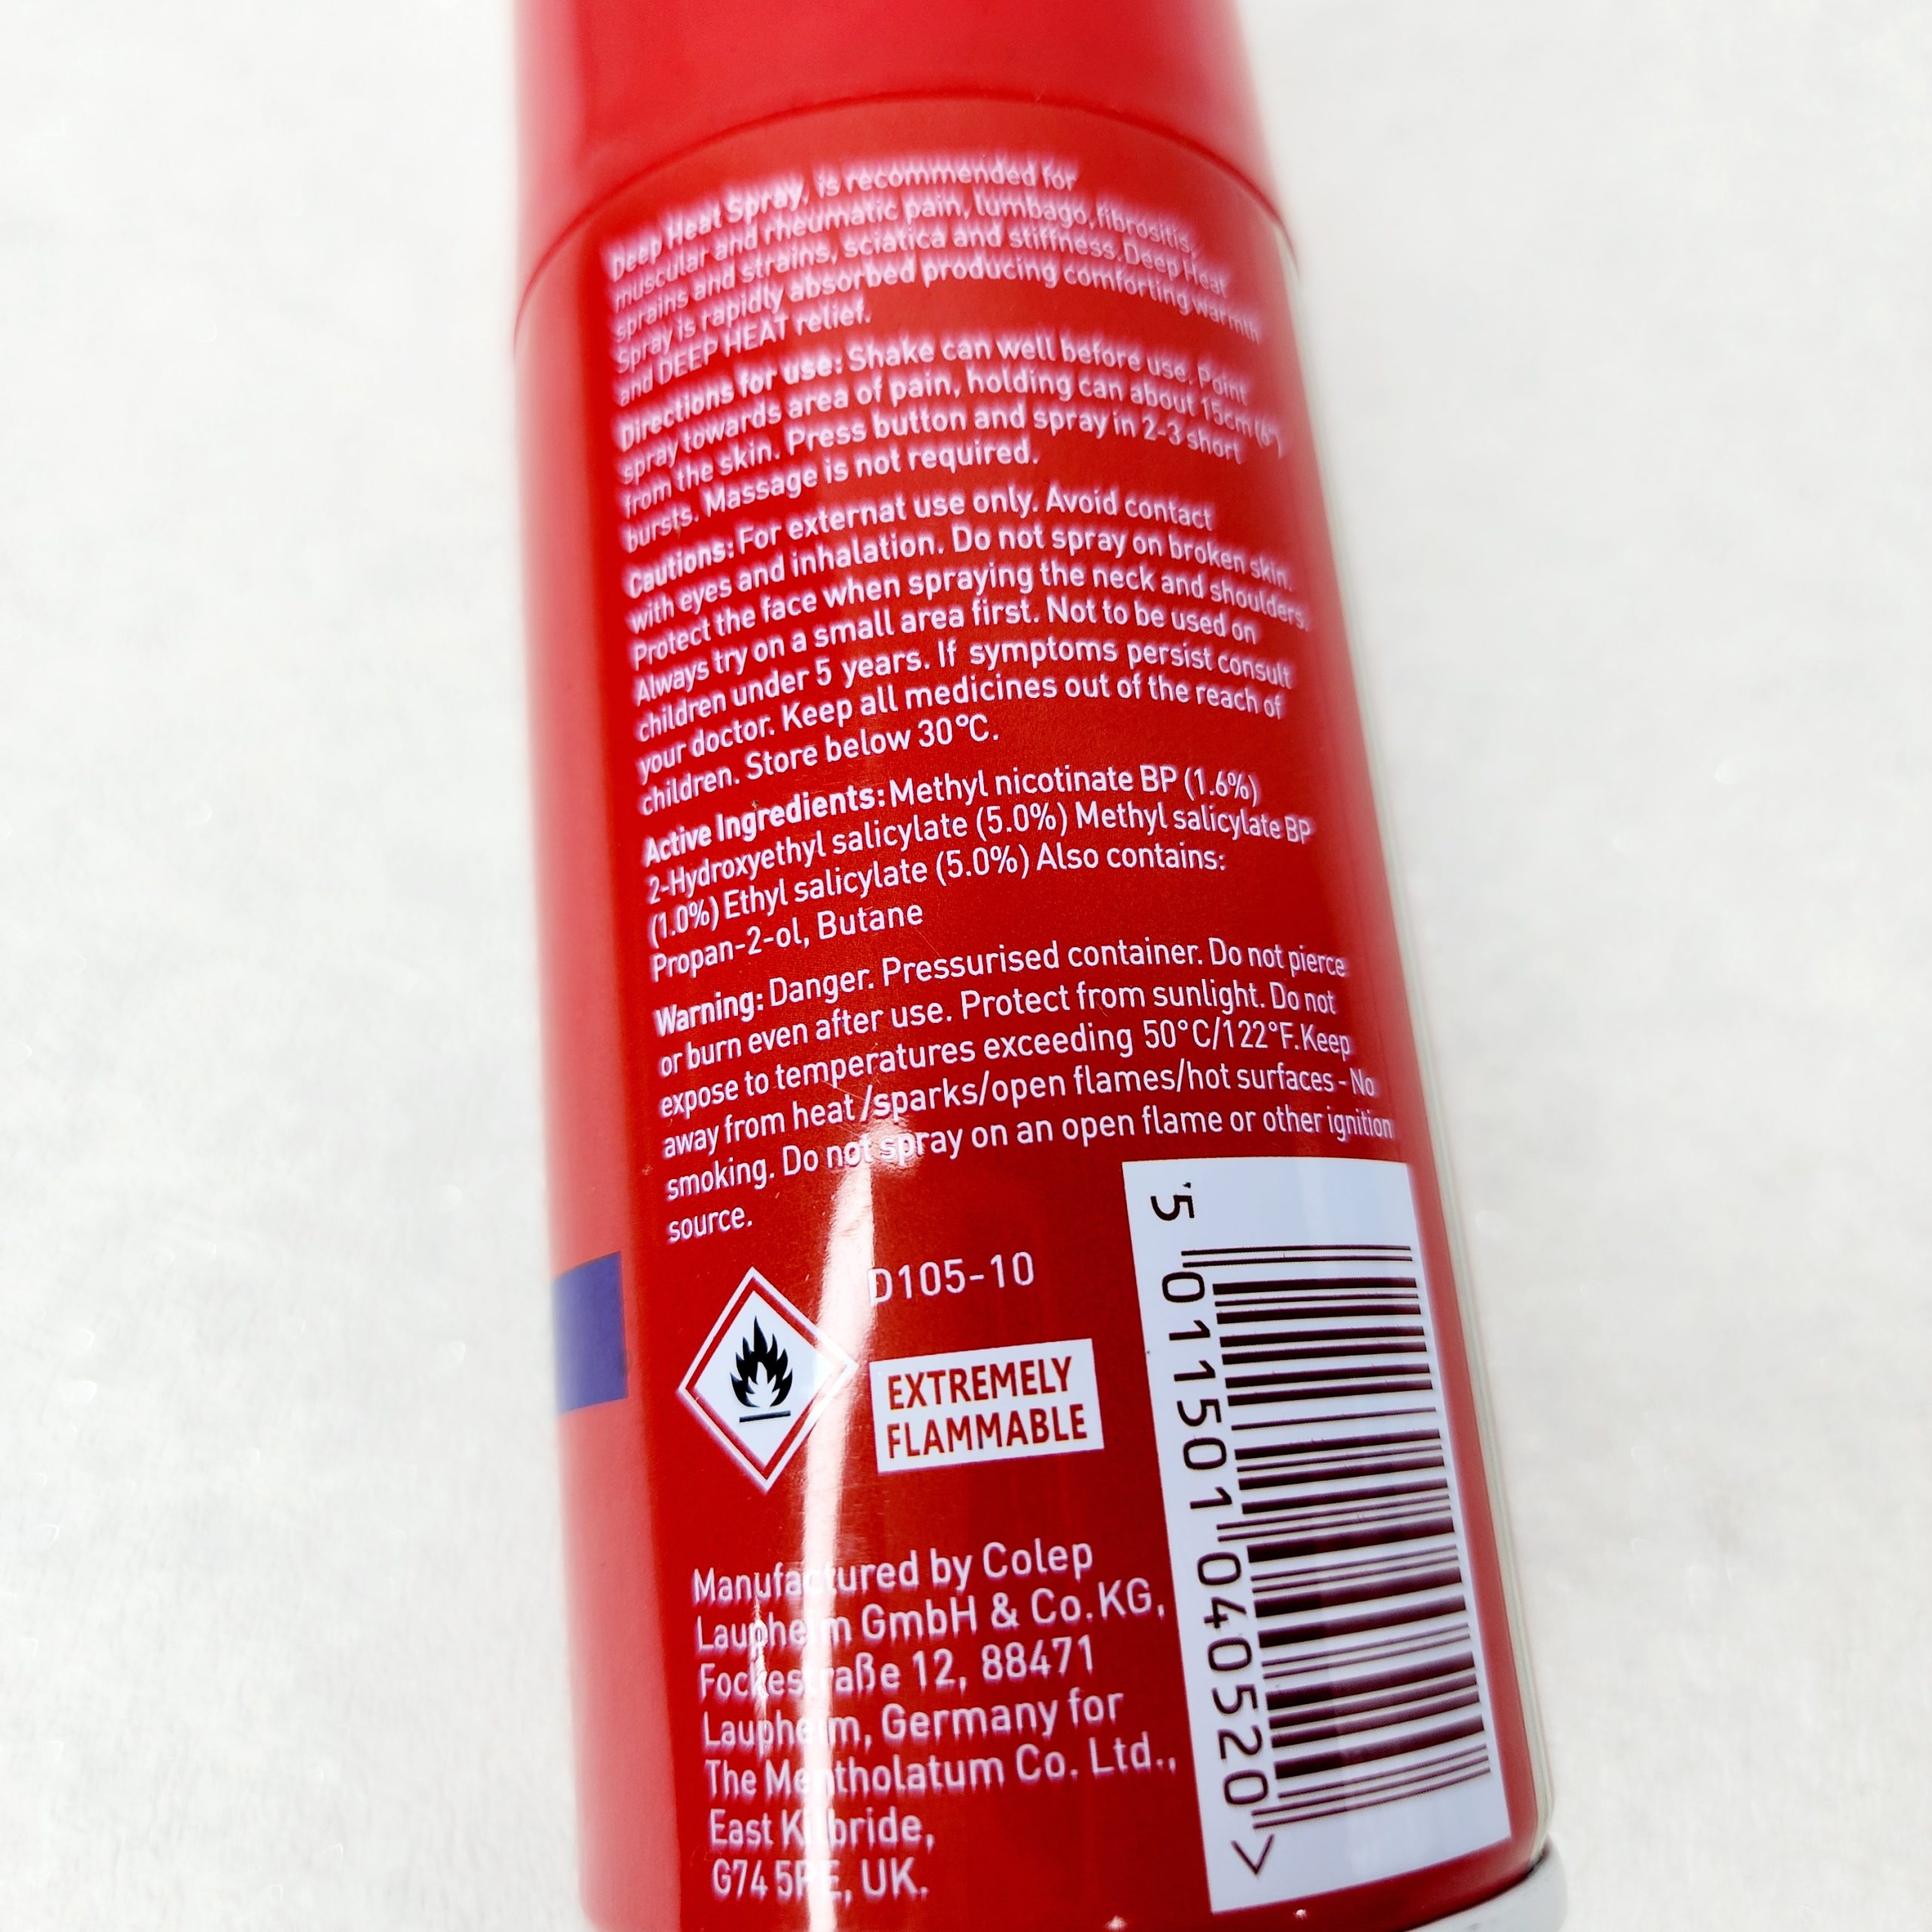 Deep Heat Spray, is recommended for
muscular and rheumatic pain, lumbago, fibrositis,
sprains and strains, sciatica and stiffness. Deep Heat
Spray is rapidly absorbed producing comforting warmth
and DEEP HEAT relief.
Directions for use: Shake can well before use. Point
spray towards area of pain, holding can about 15cm (6")
from the skin. Press button and spray in 2-3 short
bursts. Massage is not required.
Cautions: For externat use only. Avoid contact
with eyes and inhalation. Do not spray on broken skin.
Protect the face when spraying the neck and shoulders.
Always try on a small area first. Not to be used on
children under 5 years. If symptoms persist consult
your doctor. Keep all medicines out of the reach of
children. Store below 30°C.
Active Ingredients: Methyl nicotinate BP (1.6%)
2-Hydroxyethyl salicylate (5.0%) Methyl salicylate BP
(1.0%) Ethyl salicylate (5.0%) Also contains:
Propan-2-ol, Butane
Warning: Danger. Pressurised container. Do not pierce
or burn even after use. Protect from sunlight. Do not
expose to temperatures exceeding 50°C/122°F. Keep
away from heat /sparks/open flames/hot surfaces - No
smoking. Do not spray on an open flame or other ignition
source.
D105-10
EXTREMELY
FLAMMABLE
Manufactured by Colep
Laupheim GmbH & Co. KG,
Fockestraße 12, 88471
Laupheim, Germany for
The Mentholatum Co. Ltd.,
East Kilbride,
G74 5PE, UK.
5 011501 040520 >